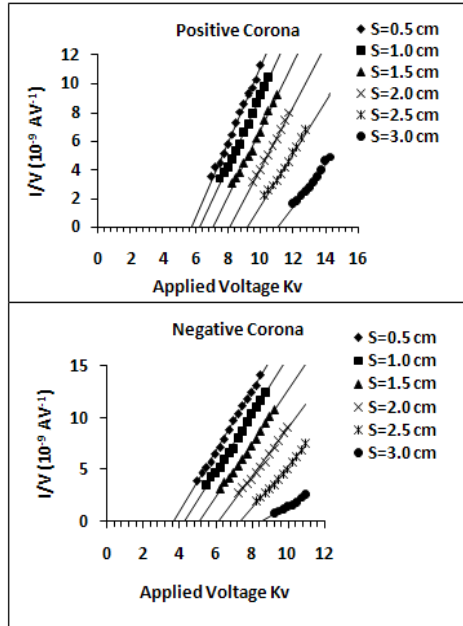 Positive Corona
12
10
8
6
4
2
0
I/V (10⁻⁹ AV⁻¹)
0 2 4 6 8 10 12 14 16
Applied Voltage Kv
S=0.5 cm
S=1.0 cm
S=1.5 cm
S=2.0 cm
S=2.5 cm
S=3.0 cm
Negative Corona
15
10
5
0
I/V (10⁻⁹ AV⁻¹)
0 2 4 6 8 10 12
Applied Voltage Kv
S=0.5 cm
S=1.0 cm
S=1.5 cm
S=2.0 cm
S=2.5 cm
S=3.0 cm